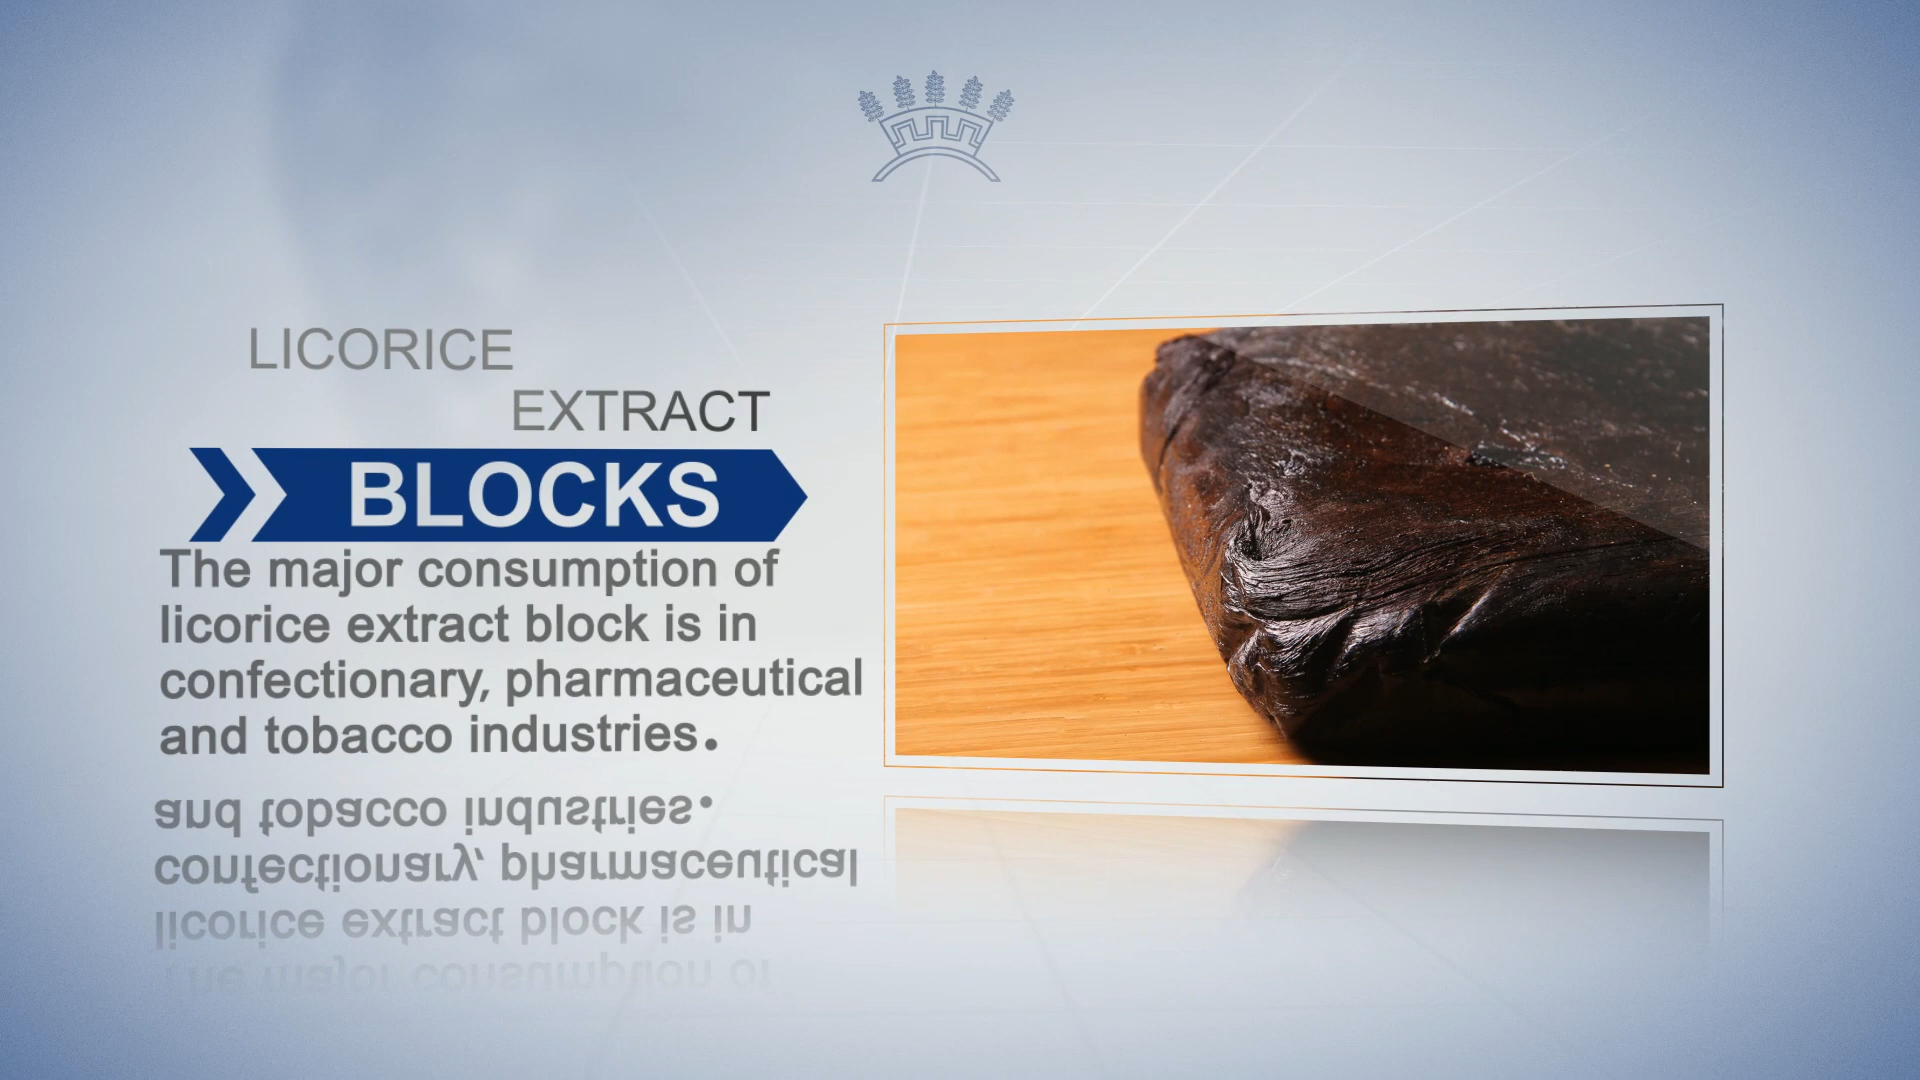 LICORICE
EXTRACT
BLOCKS
The major consumption of
licorice extract block is in
confectionary, pharmaceutical
and tobacco industries.